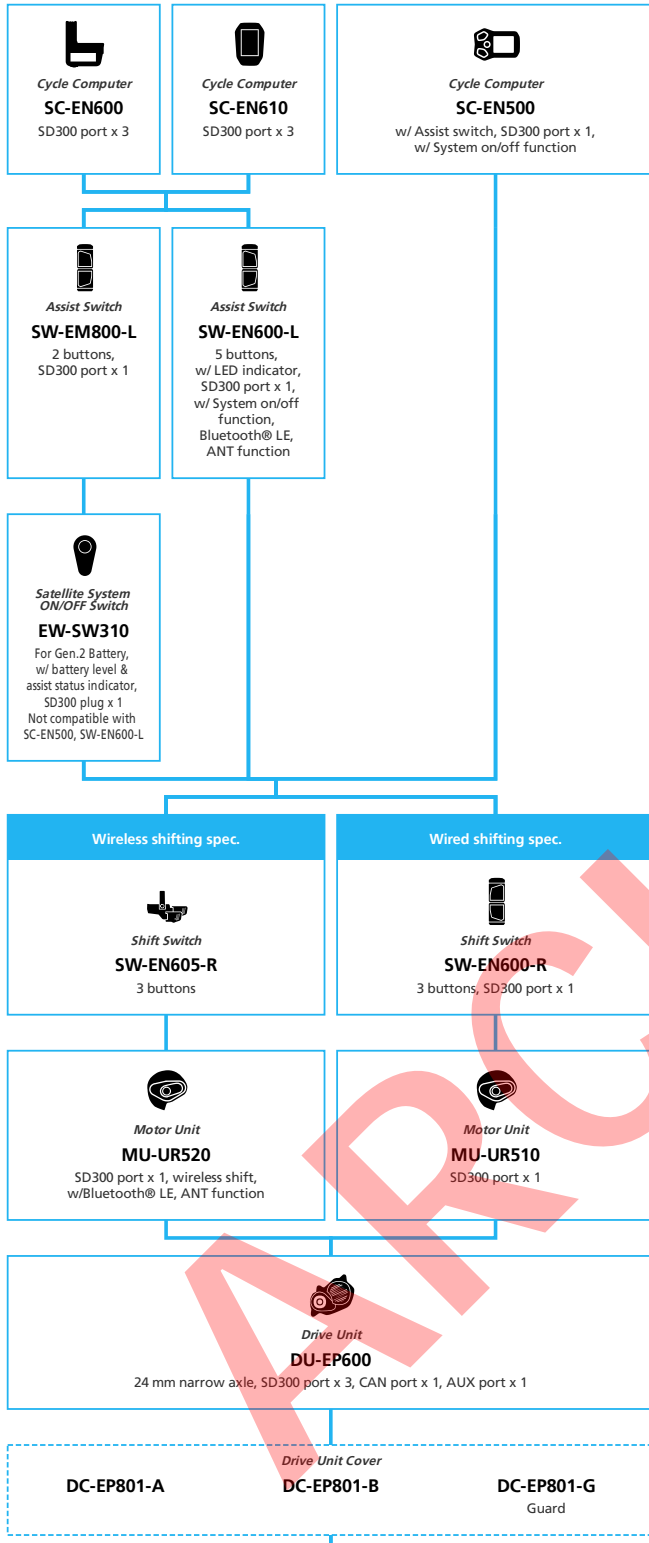 Cycle Computer
SC-EN600
SD300 port x 3
Cycle Computer
SC-EN610
SD300 port x 3
Cycle Computer
SC-EN500
w/ Assist switch, SD300 port x 1,
w/ System on/off function
Assist Switch
SW-EM800-L
2 buttons,
SD300 port x 1
Assist Switch
SW-EN600-L
5 buttons,
w/ LED indicator,
SD300 port x 1,
w/ System on/off
function,
Bluetooth® LE,
ANT function
Satellite System
ON/OFF Switch
EW-SW310
For Gen.2 Battery,
w/ battery level &
assist status indicator,
SD300 plug x 1
Not compatible with
SC-EN500, SW-EN600-L
Wireless shifting spec.
Shift Switch
SW-EN605-R
3 buttons
Wired shifting spec.
Shift Switch
SW-EN600-R
3 buttons, SD300 port x 1
Motor Unit
MU-UR520
SD300 port x 1, wireless shift,
w/Bluetooth® LE, ANT function
Motor Unit
MU-UR510
SD300 port x 1
Drive Unit
DU-EP600
24 mm narrow axle, SD300 port x 3, CAN port x 1, AUX port x 1
Drive Unit Cover
DC-EP801-A
DC-EP801-B
DC-EP801-G
Guard